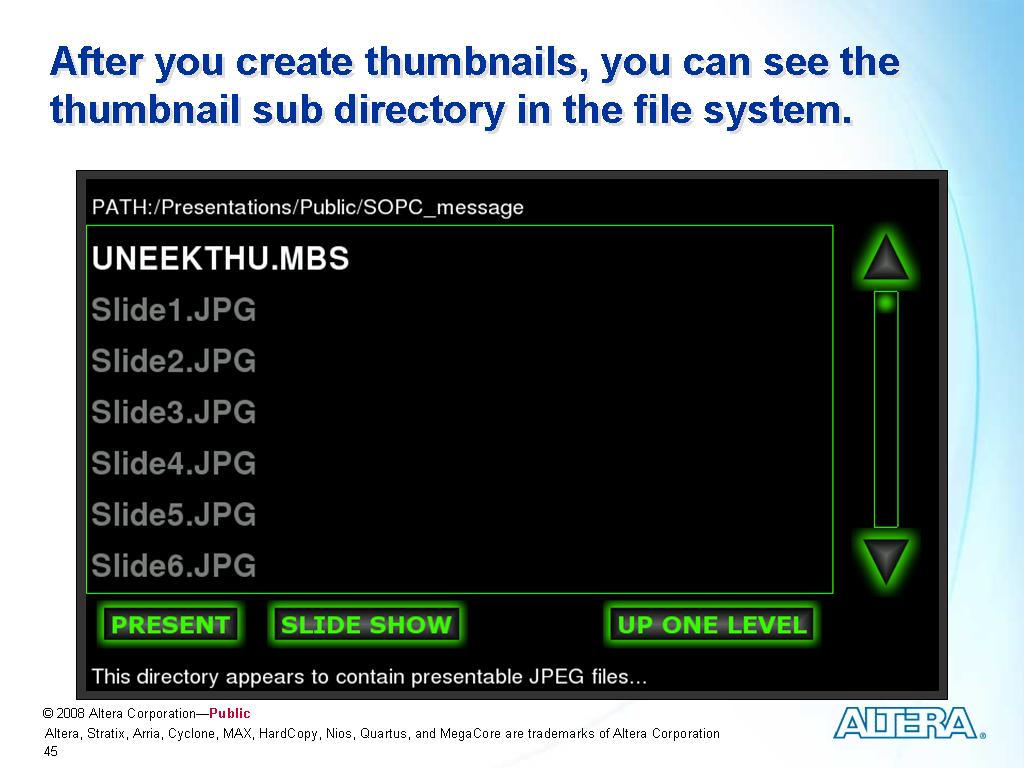 After you create thumbnails, you can see the
thumbnail sub directory in the file system.
PATH:/Presentations/Public/SOPC_message
UNEEKTHU.MBS
Slide1.JPG
Slide2.JPG
Slide3.JPG
Slide4.JPG
Slide5.JPG
Slide6.JPG
PRESENT SLIDE SHOW UP ONE LEVEL
This directory appears to contain presentable JPEG files...
© 2008 Altera Corporation—Public
Altera, Stratix, Arria, Cyclone, MAX, HardCopy, Nios, Quartus, and MegaCore are trademarks of Altera Corporation
45
ALTERA®